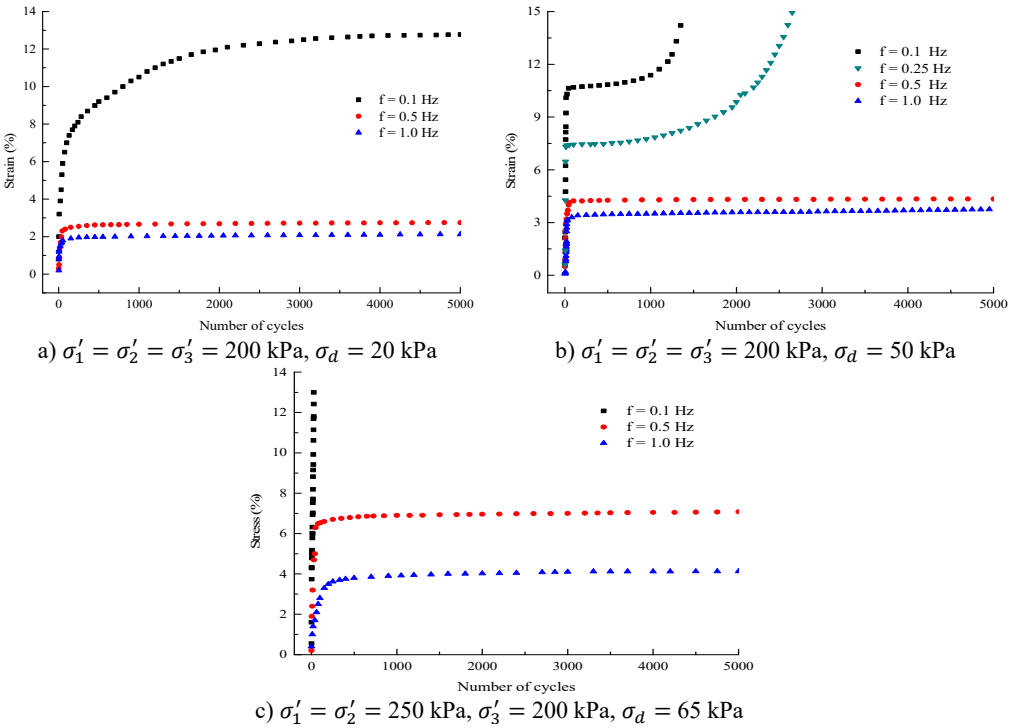 14
12
10
8
6
4
2
0
Strain (%)
f = 0.1 Hz
f = 0.5 Hz
f = 1.0 Hz
0 1000 2000 3000 4000 5000
Number of cycles
a) σ′₁ = σ′₂ = σ′₃ = 200 kPa, σ_d = 20 kPa
15
12
9
6
3
0
Strain (%)
f = 0.1 Hz
f = 0.25 Hz
f = 0.5 Hz
f = 1.0 Hz
0 1000 2000 3000 4000 5000
Number of cycles
b) σ′₁ = σ′₂ = σ′₃ = 200 kPa, σ_d = 50 kPa
14
12
10
8
6
4
2
0
Stress (%)
f = 0.1 Hz
f = 0.5 Hz
f = 1.0 Hz
0 1000 2000 3000 4000 5000
Number of cycles
c) σ′₁ = σ′₂ = 250 kPa, σ′₃ = 200 kPa, σ_d = 65 kPa